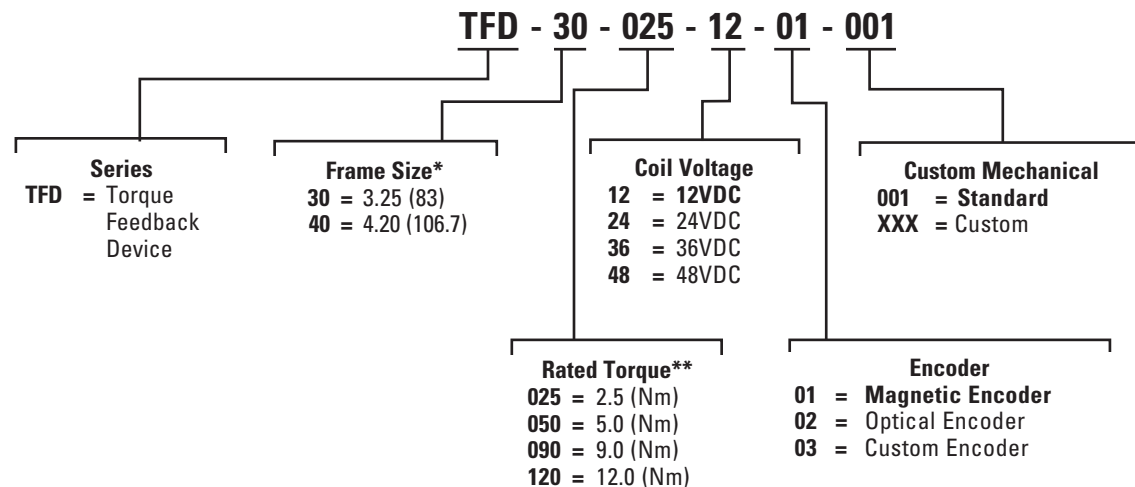 TFD - 30 - 025 - 12 - 01 - 001
Series
TFD = Torque
Feedback
Device
Frame Size*
30 = 3.25 (83)
40 = 4.20 (106.7)
Coil Voltage
12 = 12VDC
24 = 24VDC
36 = 36VDC
48 = 48VDC
Custom Mechanical
001 = Standard
XXX = Custom
Rated Torque**
025 = 2.5 (Nm)
050 = 5.0 (Nm)
090 = 9.0 (Nm)
120 = 12.0 (Nm)
Encoder
01 = Magnetic Encoder
02 = Optical Encoder
03 = Custom Encoder